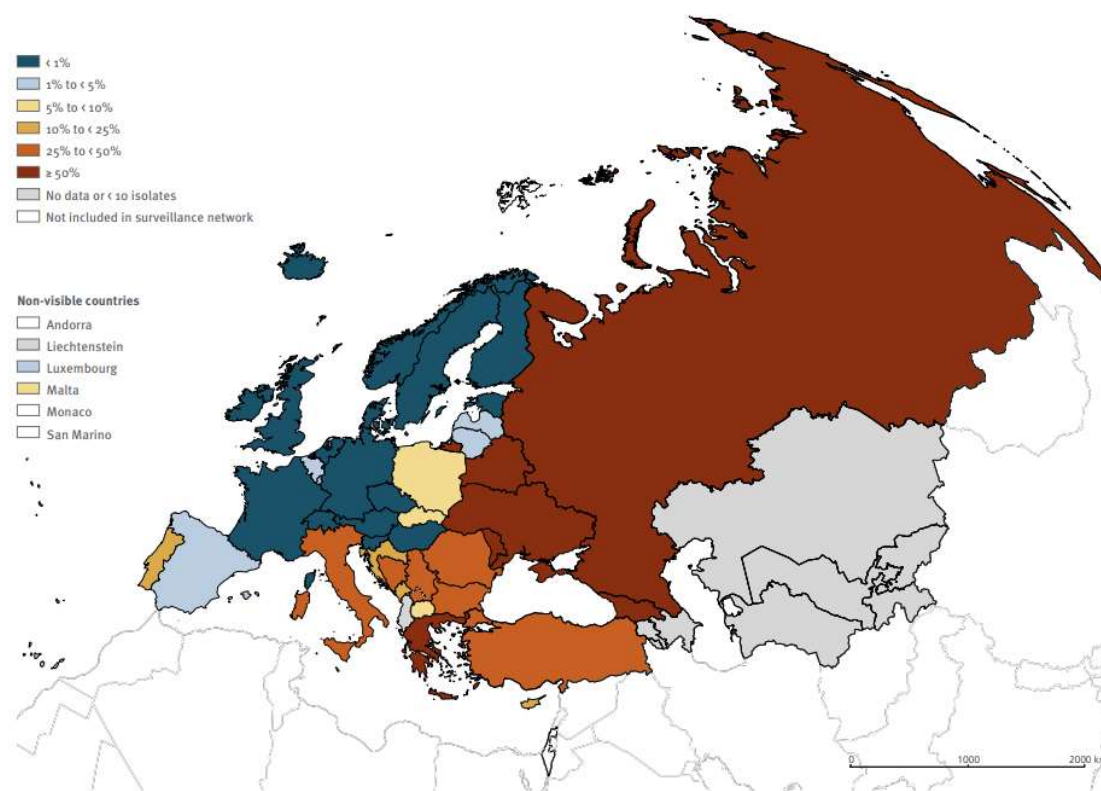 < 1%
1% to < 5%
5% to < 10%
10% to < 25%
25% to < 50%
≥ 50%
No data or < 10 isolates
Not included in surveillance network
Non-visible countries
Andorra
Liechtenstein
Luxembourg
Malta
Monaco
San Marino
0 1000 2000 k